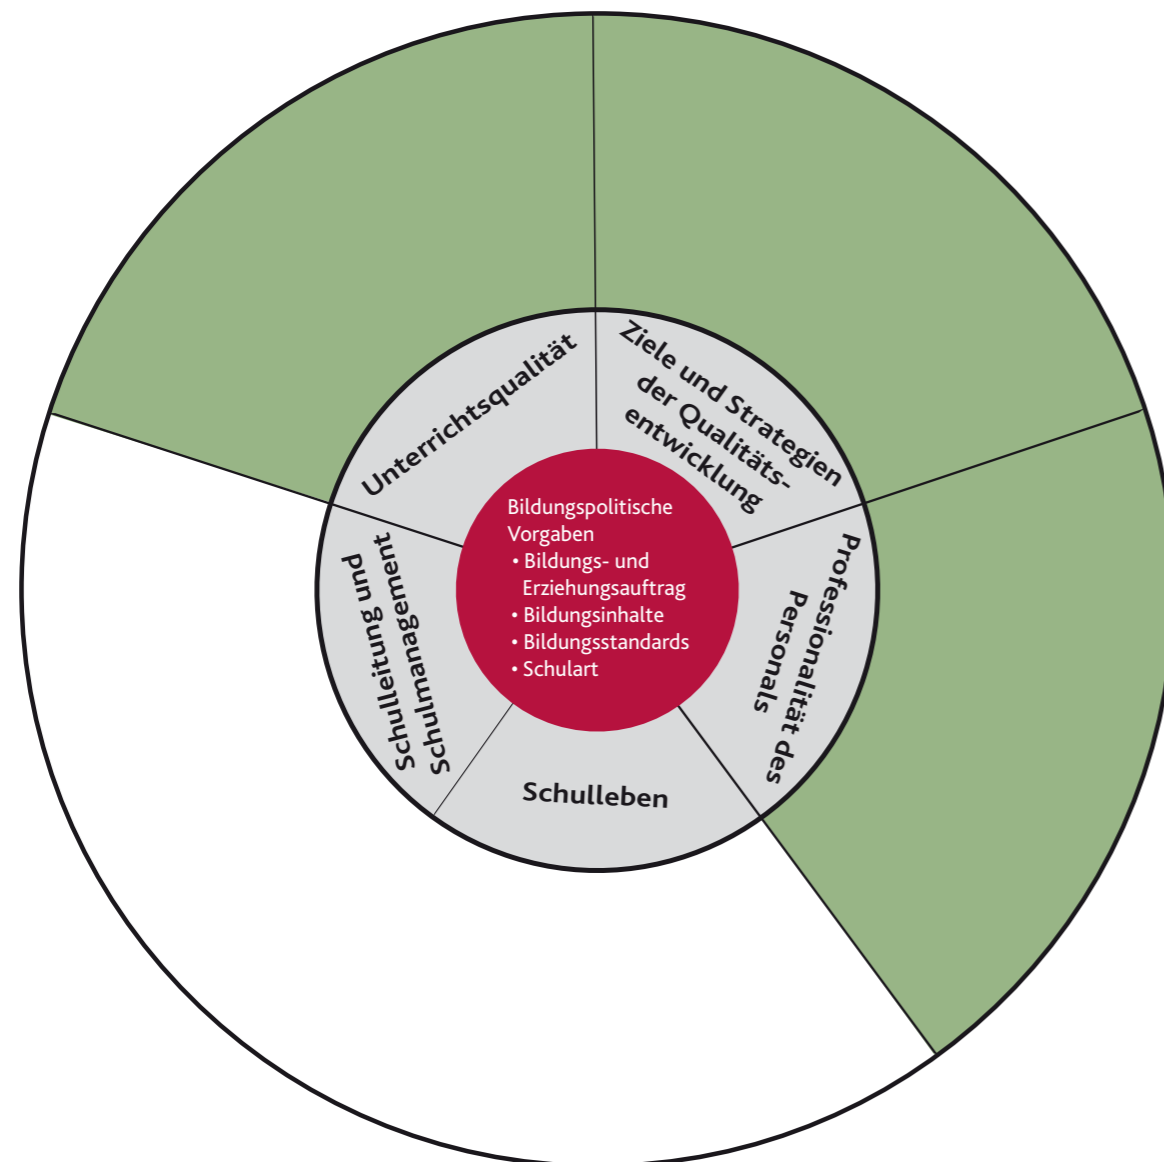 Unterrichtsqualität
Ziele und Strategien
der Qualitäts-
entwicklung
Bildungspolitische
Vorgaben
• Bildungs- und
Erziehungsauftrag
• Bildungsinhalte
• Bildungsstandards
• Schulart
Schulleitung und
Schulmanagement
Professionalität des
Personals
Schulleben